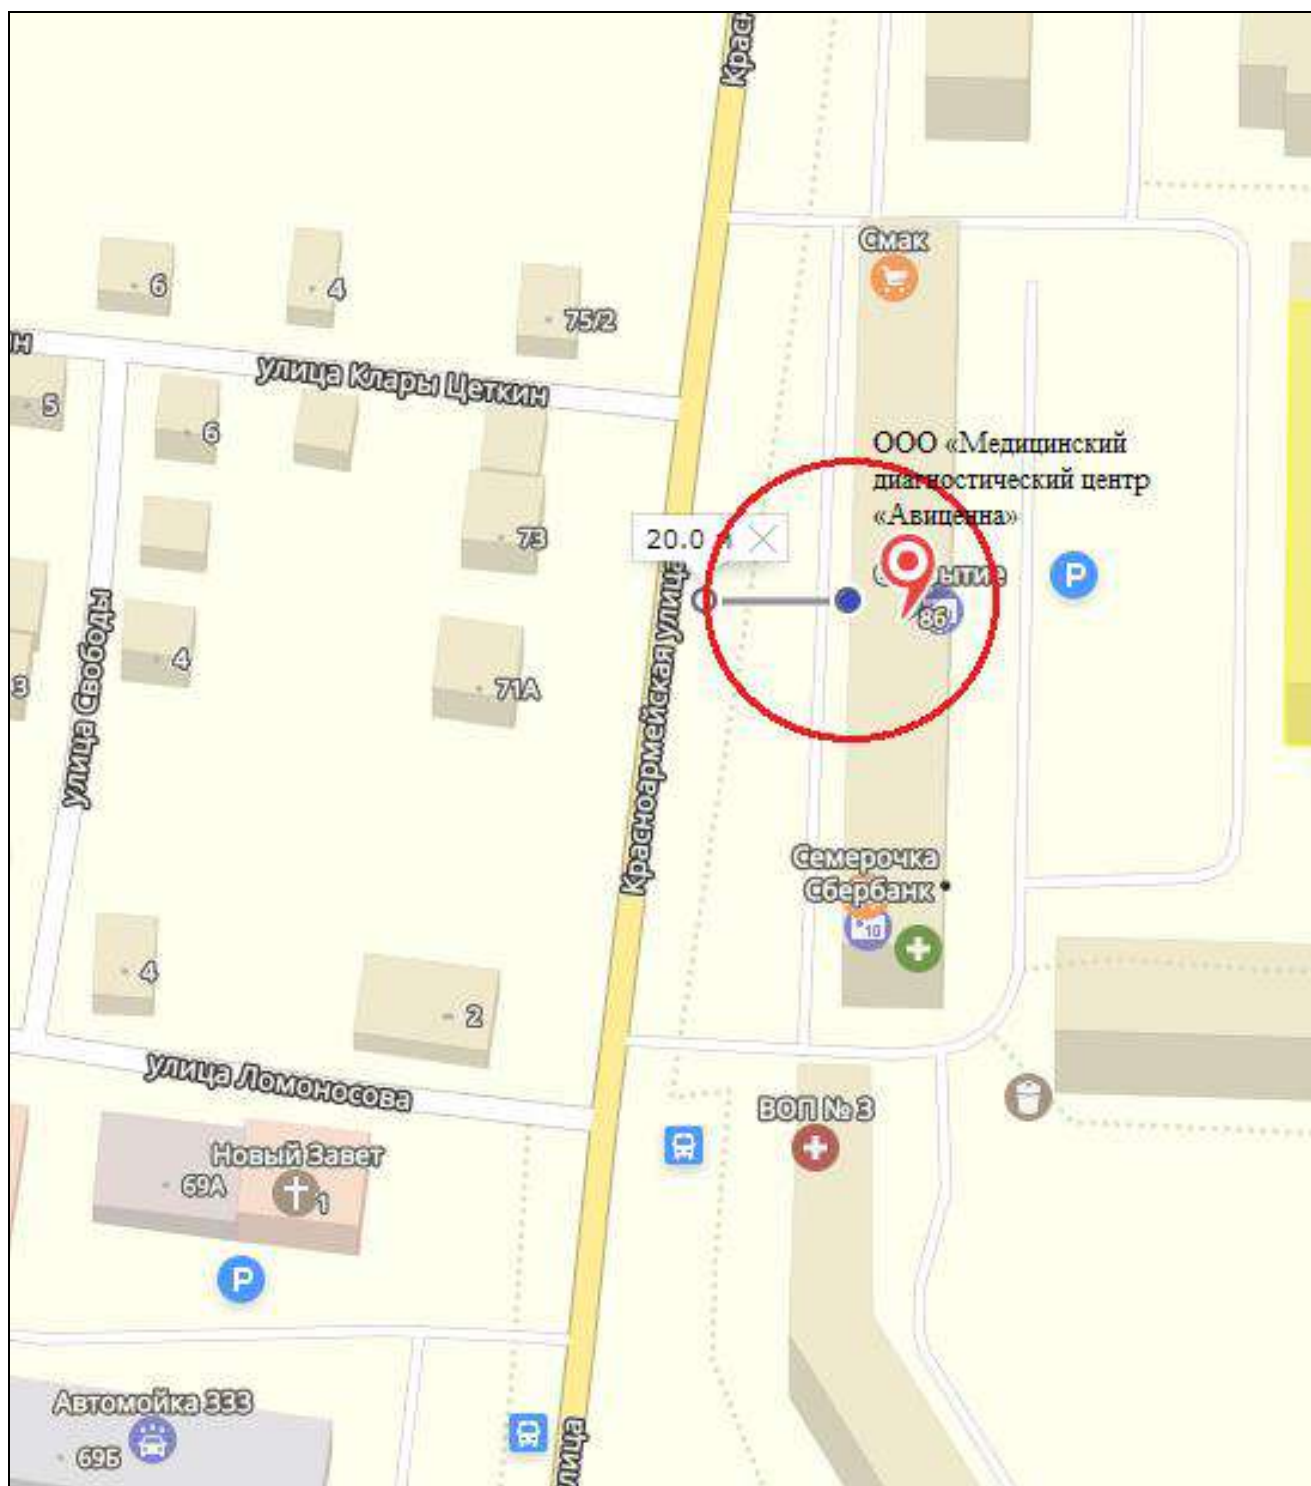 Крас
Смак
6
4
75/2
н
улица Клары Цеткин
5
6
ООО «Медицинский
диагностический центр
«Авиценна»
73
20.0
P
86
улица Свободы
4
3
71А
Красноармейская улица
Семерочка
Сбербанк
10
4
2
улица Ломоносова
ВОП № 3
Новый Завет
69А
1
P
Автомойка 333
69Б
лица